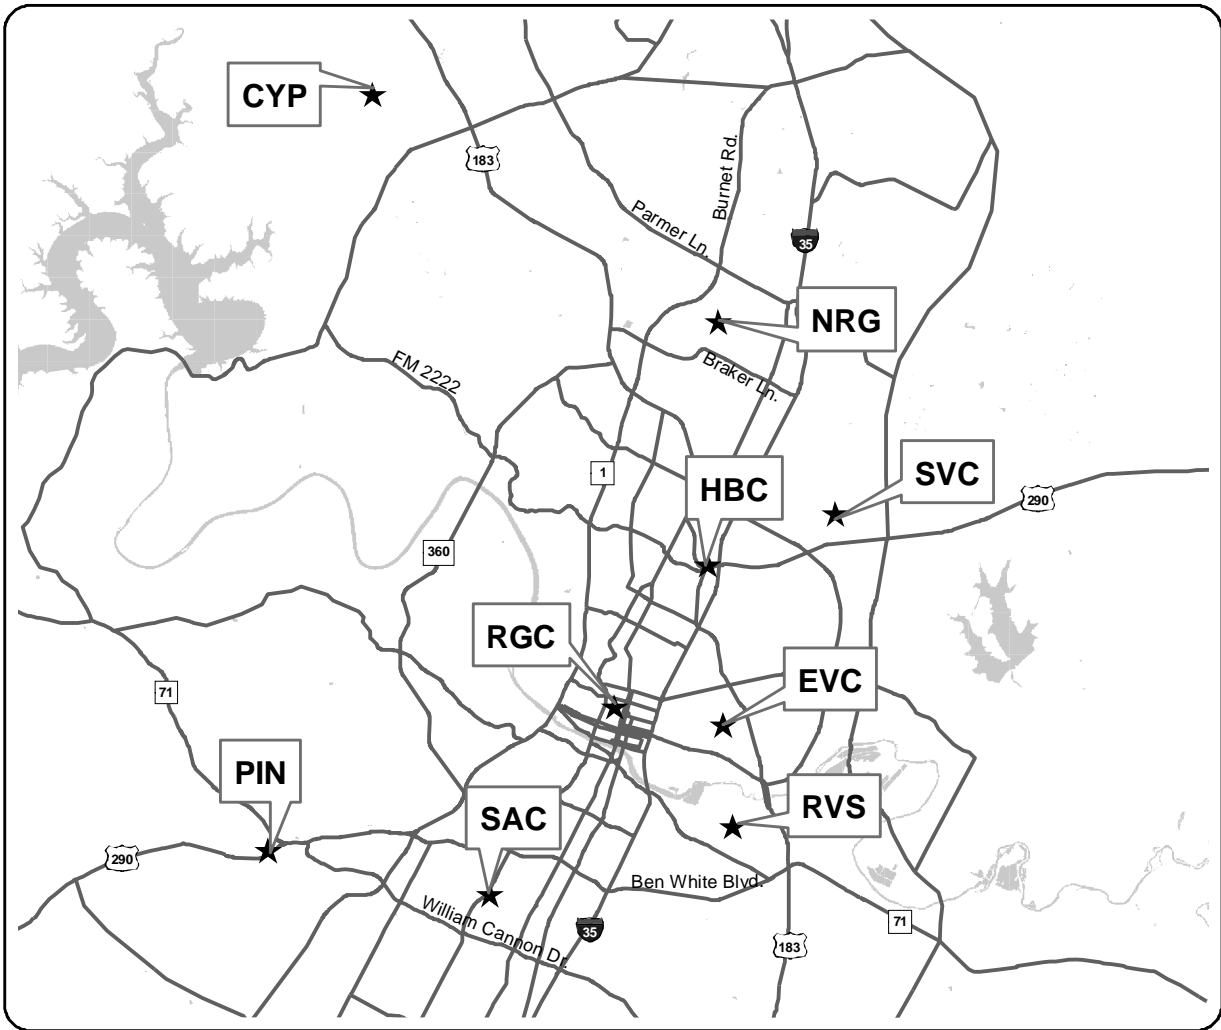 CYP
183
Burnet Rd.
Parmer Ln.
35
NRG
FM 2222
Braker Ln.
1
HBC
SVC
290
360
RGC
EVC
71
PIN
RVS
SAC
290
Ben White Blvd.
William Cannon Dr.
35
71
183